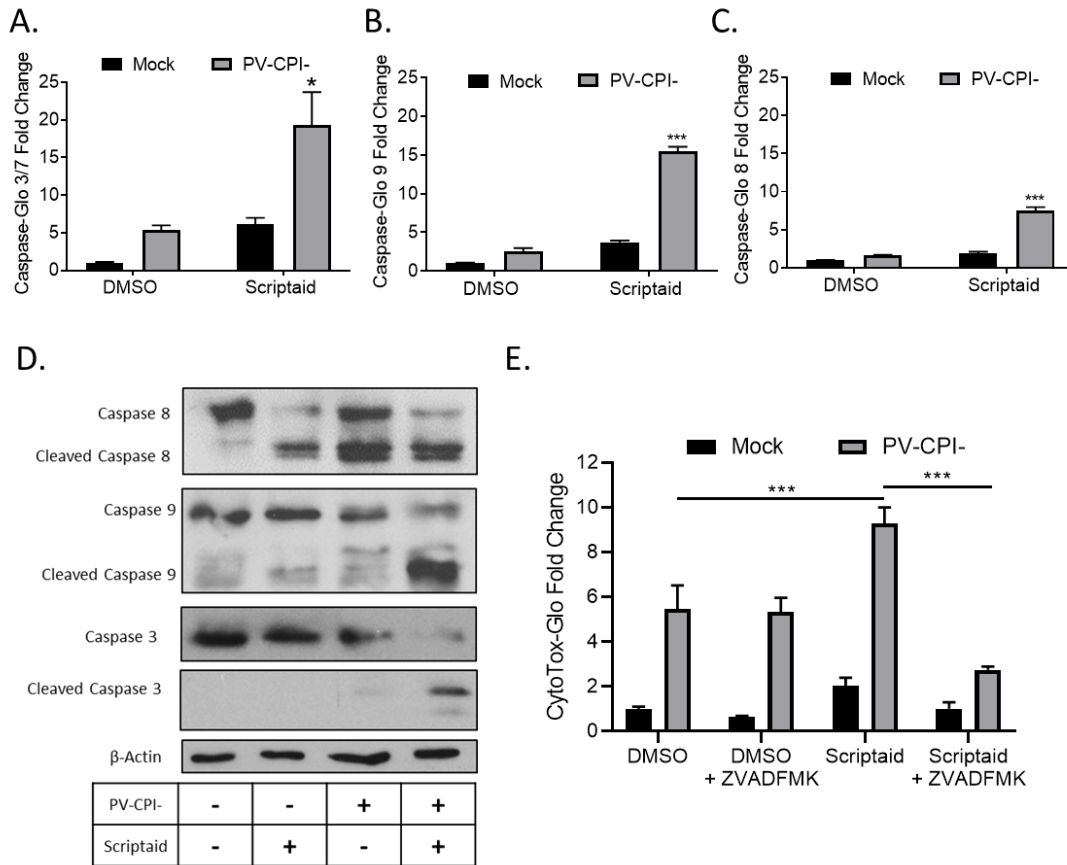 A.
Mock PV-CPI-
Caspase-Glo 3/7 Fold Change
25
20
15
10
5
0
*
DMSO Scriptaid
B.
Mock PV-CPI-
Caspase-Glo 9 Fold Change
25
20
15
10
5
0
***
DMSO Scriptaid
C.
Mock PV-CPI-
Caspase-Glo 8 Fold Change
25
20
15
10
5
0
***
DMSO Scriptaid
D.
Caspase 8
Cleaved Caspase 8
Caspase 9
Cleaved Caspase 9
Caspase 3
Cleaved Caspase 3
β-Actin
PV-CPI- - - + +
Scriptaid - + - +
E.
Mock PV-CPI-
CytoTox-Glo Fold Change
12
10
8
6
4
2
0
*** ***
DMSO DMSO Scriptaid Scriptaid
+ ZVADFMK + ZVADFMK